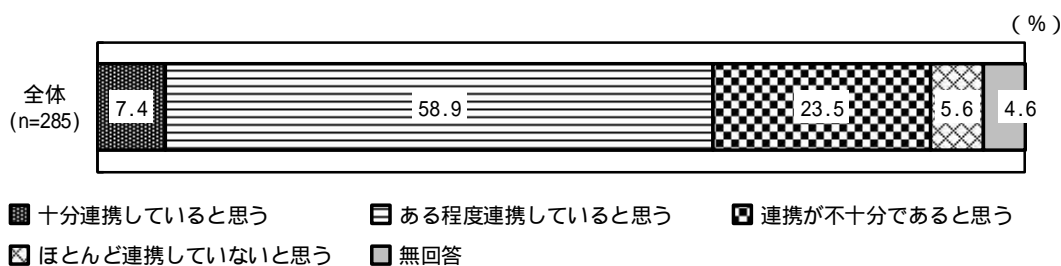 (%)
全体
(n=285)
7.4 58.9 23.5 5.6 4.6
十分連携していると思う ある程度連携していると思う 連携が不十分であると思う
ほとんど連携していないと思う 無回答